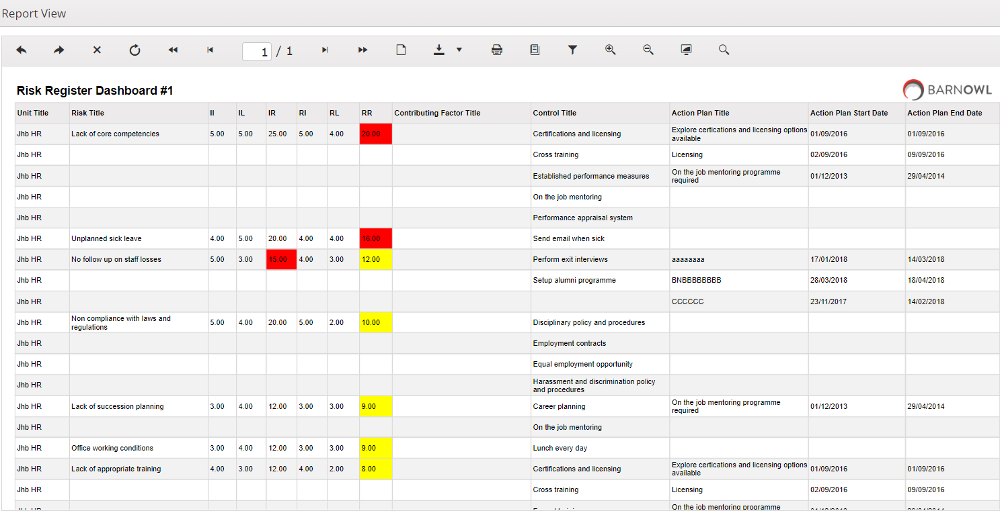 Report View
1 / 1
Risk Register Dashboard #1
BARNOWL
Unit Title Risk Title II IL IR RI RL RR Contributing Factor Title Control Title Action Plan Title Action Plan Start Date Action Plan End Date
Jhb HR Lack of core competencies 5.00 5.00 25.00 5.00 4.00 20.00 Certifications and licensing Explore certications and licensing options available 01/09/2016 01/09/2016
Jhb HR Cross training Licensing 02/09/2016 09/09/2016
Jhb HR Established performance measures On the job mentoring programme required 01/12/2013 29/04/2014
Jhb HR On the job mentoring
Jhb HR Performance appraisal system
Jhb HR Unplanned sick leave 4.00 5.00 20.00 4.00 4.00 16.00 Send email when sick
Jhb HR No follow up on staff losses 5.00 3.00 15.00 4.00 3.00 12.00 Perform exit interviews aaaaaaaa 17/01/2018 14/03/2018
Jhb HR Setup alumni programme BNBBBBBBBB 28/03/2018 18/04/2018
Jhb HR CCCCCC 23/11/2017 14/02/2018
Jhb HR Non compliance with laws and regulations 5.00 4.00 20.00 5.00 2.00 10.00 Disciplinary policy and procedures
Jhb HR Employment contracts
Jhb HR Equal employment opportunity
Jhb HR Harassment and discrimination policy and procedures
Jhb HR Lack of succession planning 3.00 4.00 12.00 3.00 3.00 9.00 Career planning On the job mentoring programme required 01/12/2013 29/04/2014
Jhb HR On the job mentoring
Jhb HR Office working conditions 3.00 4.00 12.00 3.00 3.00 9.00 Lunch every day
Jhb HR Lack of appropriate training 4.00 3.00 12.00 4.00 2.00 8.00 Certifications and licensing Explore certications and licensing options available 01/09/2016 01/09/2016
Jhb HR Cross training Licensing 02/09/2016 09/09/2016
On the job mentoring programme